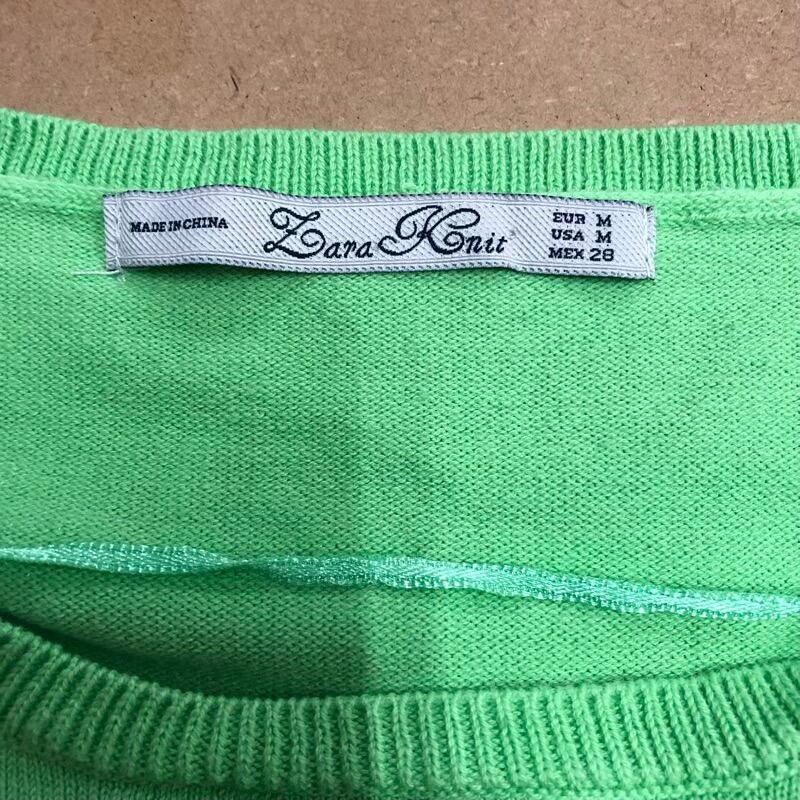 MADE IN CHINA
Zara Knit
EUR M
USA M
MEX 28